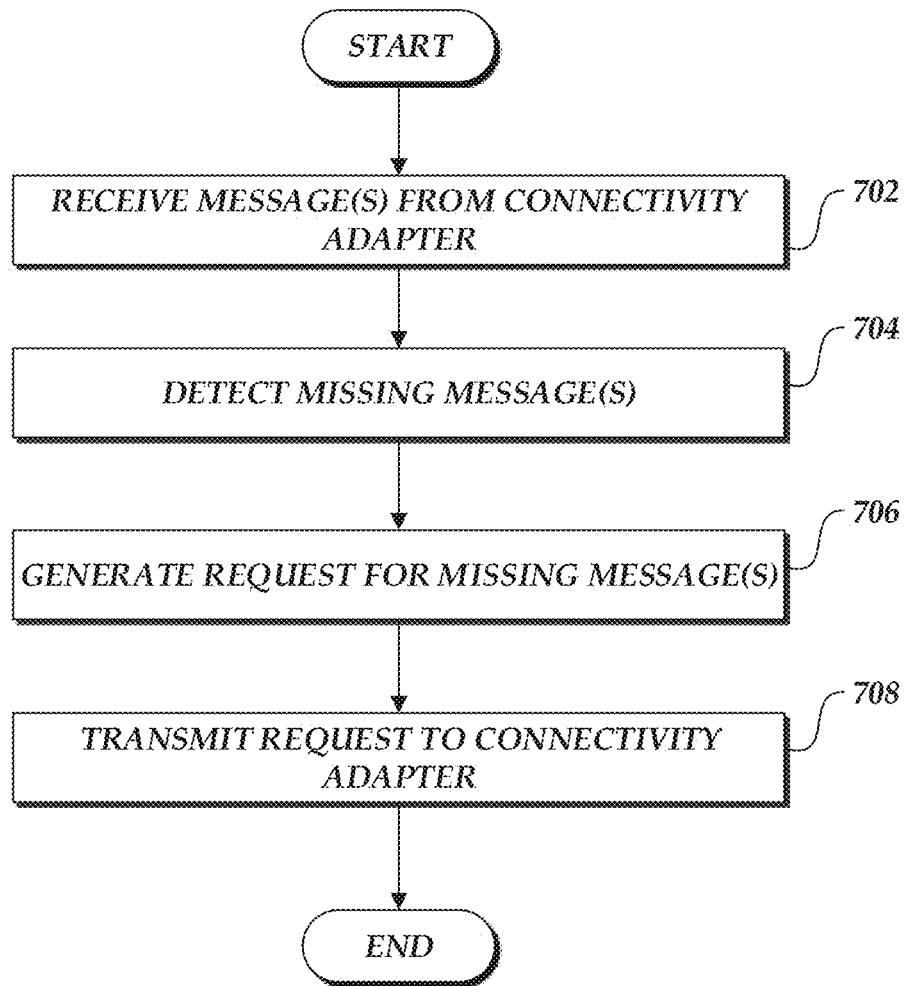 START
RECEIVE MESSAGE(S) FROM CONNECTIVITY
ADAPTER
702
DETECT MISSING MESSAGE(S)
704
GENERATE REQUEST FOR MISSING MESSAGE(S)
706
TRANSMIT REQUEST TO CONNECTIVITY
ADAPTER
708
END